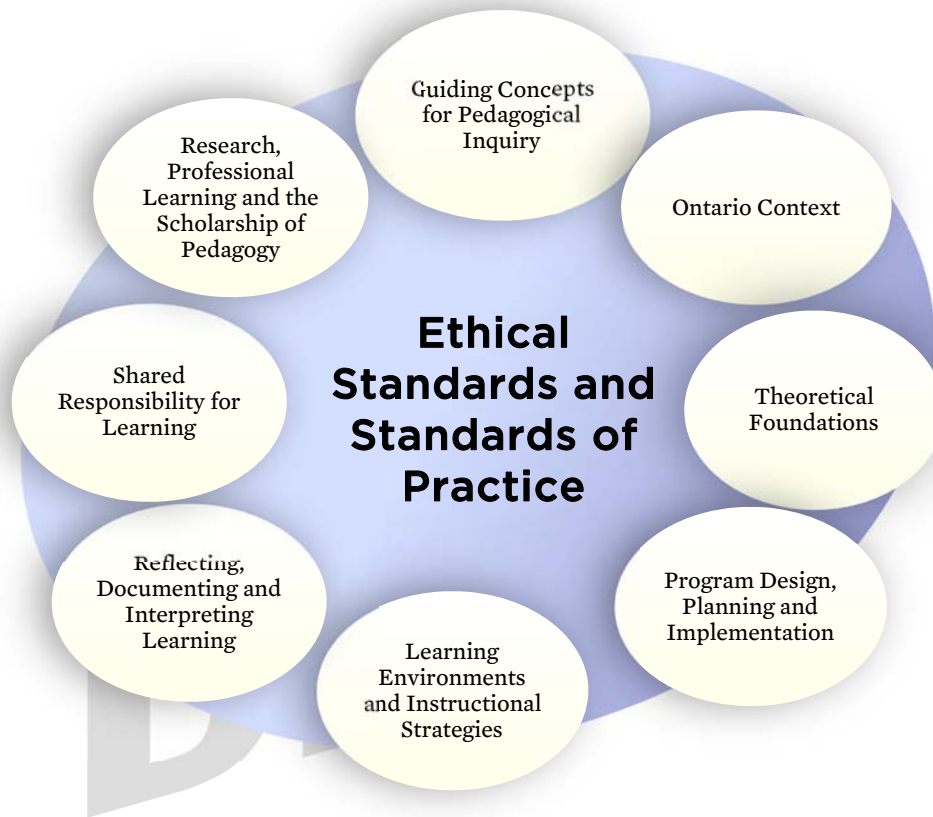 Guiding Concepts
for Pedagogical
Inquiry
Ontario Context
Theoretical
Foundations
Program Design,
Planning and
Implementation
Learning
Environments
and Instructional
Strategies
Reflecting,
Documenting and
Interpreting
Learning
Shared
Responsibility for
Learning
Research,
Professional
Learning and the
Scholarship of
Pedagogy
Ethical
Standards and
Standards of
Practice